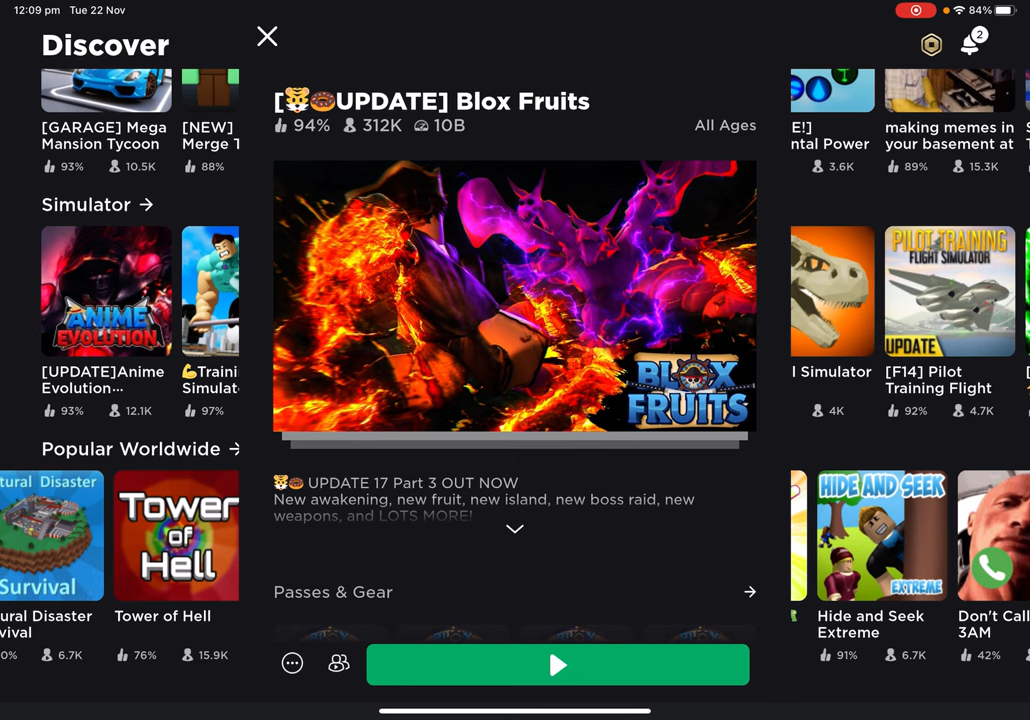 12:09 pm Tue 22 Nov
84%
Discover
2
[GARAGE] Mega
Mansion Tycoon
93% 10.5K
[NEW]
Merge T
88%
Simulator →
ANIME
EVOLUTION
[UPDATE]Anime
Evolution...
93% 12.1K
💪Traini
Simulat
97%
Popular Worldwide →
tural Disaster
Survival
ural Disaster
vival
0% 6.7K
Tower
of
Hell
Tower of Hell
76% 15.9K
[🐯🍩UPDATE] Blox Fruits
94% 312K 10B
All Ages
BLOX
FRUITS
🐯🍩 UPDATE 17 Part 3 OUT NOW
New awakening, new fruit, new island, new boss raid, new
weapons, and LOTS MORE!
Passes & Gear →
E!]
ntal Power
3.6K
making memes in
your basement at
89% 15.3K
l Simulator
4K
PILOT TRAINING
FLIGHT SIMULATOR
UPDATE
[F14] Pilot
Training Flight
92% 4.7K
HIDE AND SEEK
EXTREME
Hide and Seek
Extreme
91% 6.7K
Don't Call
3AM
42%